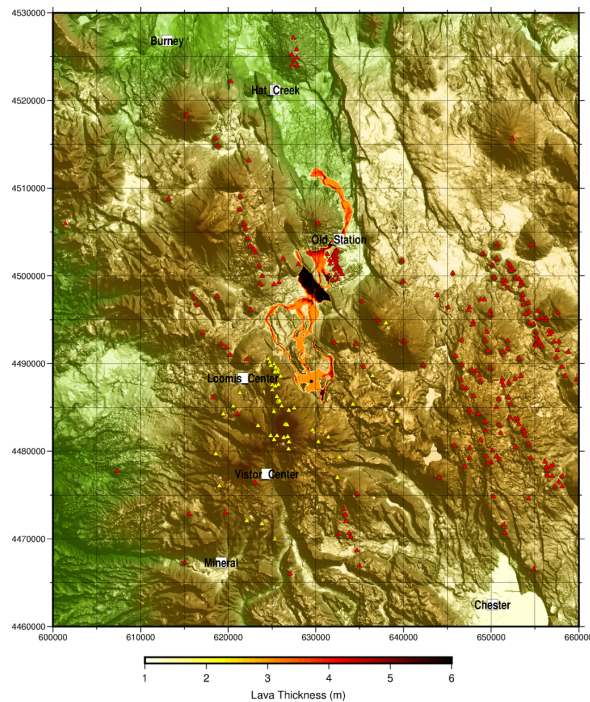 4530000
Burney
4520000
Hat_Creek
4510000
Old_Station
4500000
4490000
Loomis_Center
4480000
Vistor_Center
4470000
Mineral
Chester
4460000
600000 610000 620000 630000 640000 650000 660000
1 2 3 4 5 6
Lava Thickness (m)